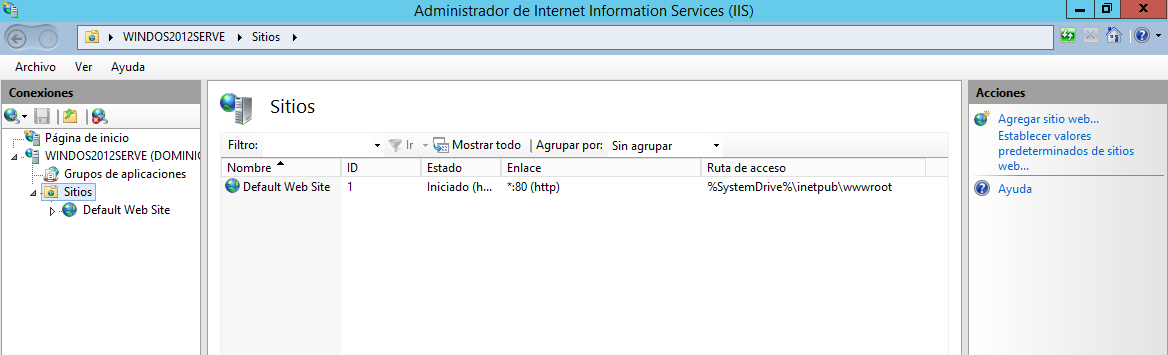 Administrador de Internet Information Services (IIS)
WINDOS2012SERVE Sitios
Archivo Ver Ayuda
Conexiones
Página de inicio
WINDOS2012SERVE (DOMINIC
Grupos de aplicaciones
Sitios
Default Web Site
Sitios
Filtro: Ir Mostrar todo Agrupar por: Sin agrupar
Nombre ID Estado Enlace Ruta de acceso
Default Web Site 1 Iniciado (h... *:80 (http) %SystemDrive%\inetpub\wwwroot
Acciones
Agregar sitio web...
Establecer valores
predeterminados de sitios
web...
Ayuda